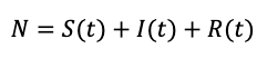 N = S(t) + I(t) + R(t)